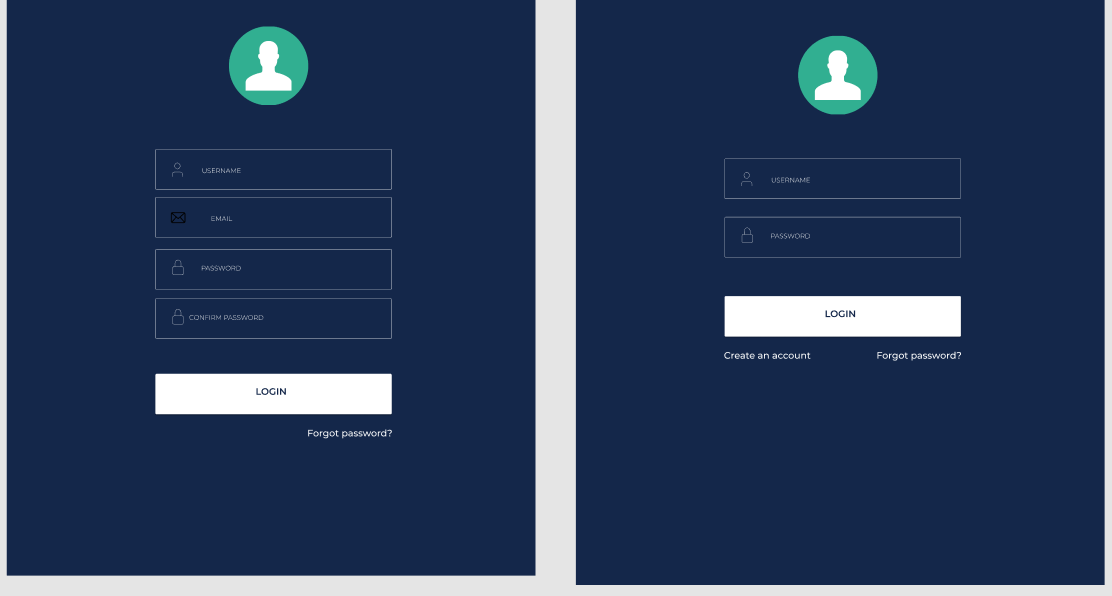 USERNAME
EMAIL
PASSWORD
CONFIRM PASSWORD
LOGIN
Forgot password?
USERNAME
PASSWORD
LOGIN
Create an account
Forgot password?